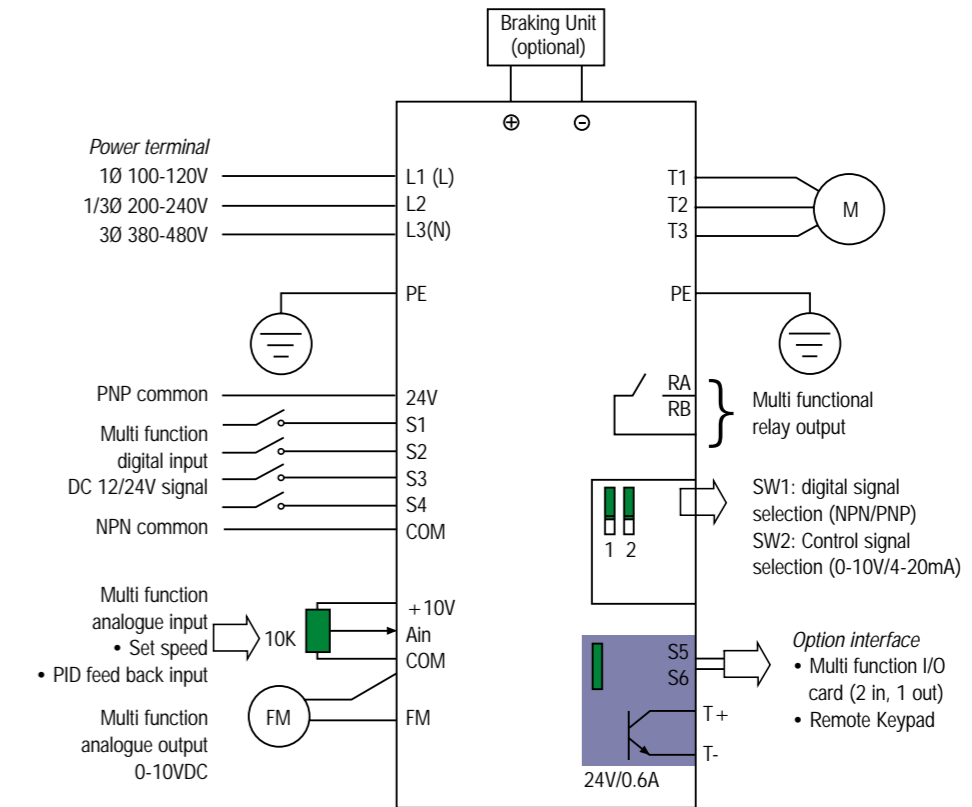 Braking Unit
(optional)
⊕ ⊖
Power terminal
1Ø 100-120V
1/3Ø 200-240V
3Ø 380-480V
L1 (L)
L2
L3(N)
T1
T2
T3
M
PE
PE
PNP common
Multi function
digital input
DC 12/24V signal
NPN common
24V
S1
S2
S3
S4
COM
RA
RB
Multi functional
relay output
1 2
SW1: digital signal
selection (NPN/PNP)
SW2: Control signal
selection (0-10V/4-20mA)
Multi function
analogue input
• Set speed
• PID feed back input
10K
+10V
Ain
COM
Multi function
analogue output
0-10VDC
FM
FM
S5
S6
T+
T-
24V/0.6A
Option interface
• Multi function I/O
card (2 in, 1 out)
• Remote Keypad